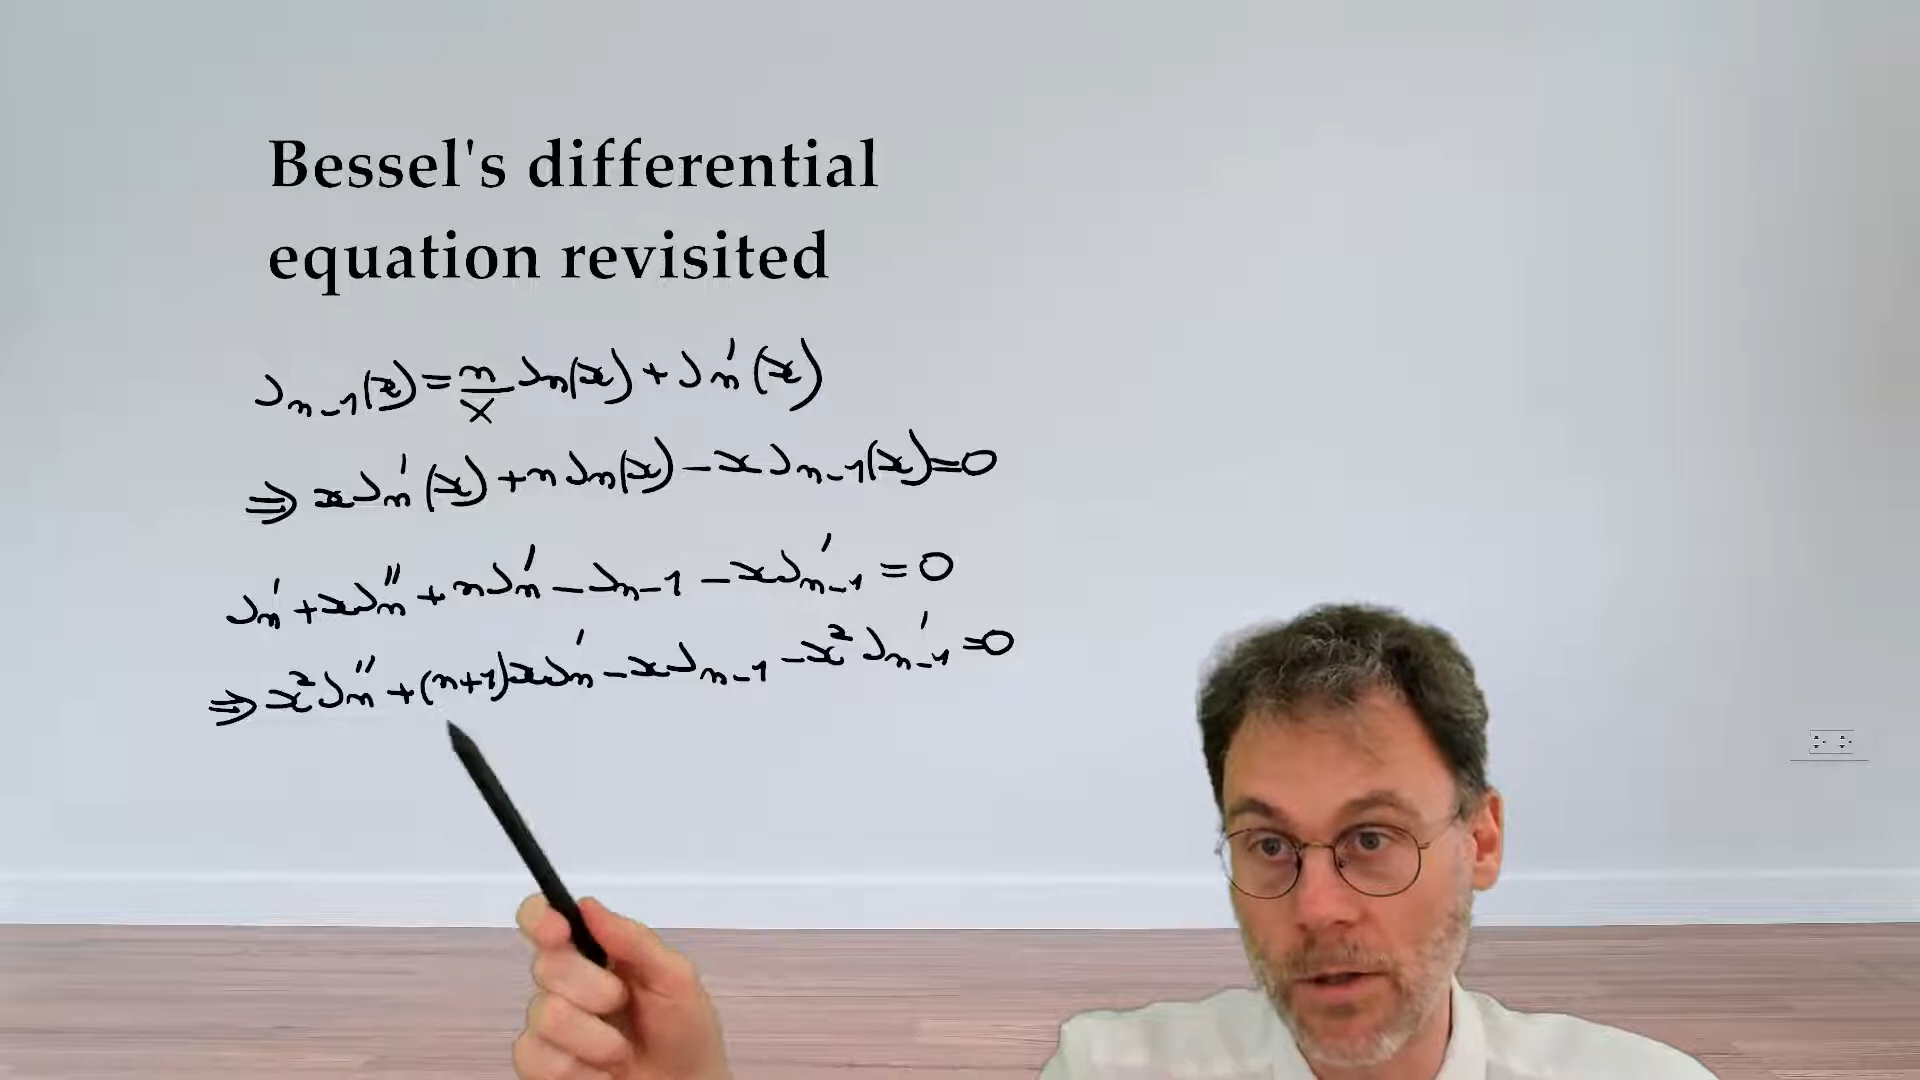 Bessel's differential
equation revisited
J_{n-1}(x) = n/x J_n(x) + J_n'(x)
⇒ xJ_n'(x) + nJ_n(x) - xJ_{n-1}(x) = 0
J_n' + xJ_n'' + nJ_n' - J_{n-1} - xJ_{n-1}' = 0
⇒ x²J_n'' + (n+1)xJ_n' - xJ_{n-1} - x²J_{n-1}' = 0